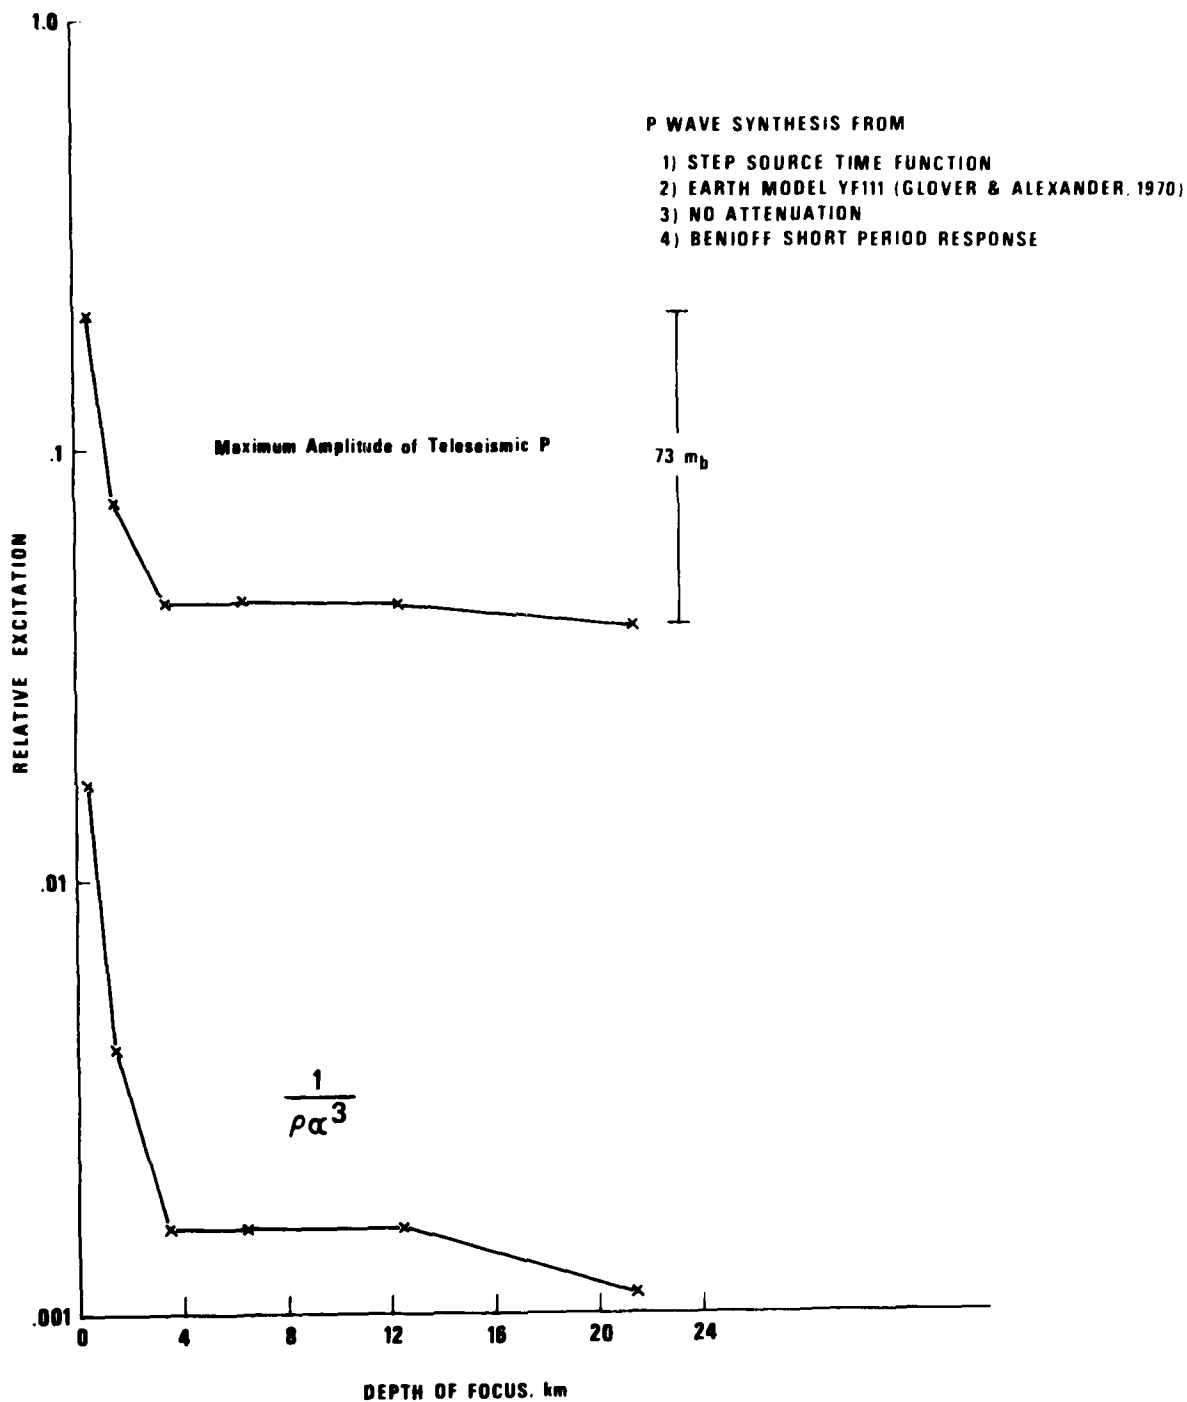 1.0
P WAVE SYNTHESIS FROM
1) STEP SOURCE TIME FUNCTION
2) EARTH MODEL YF111 (GLOVER & ALEXANDER. 1970)
3) NO ATTENUATION
4) BENIOFF SHORT PERIOD RESPONSE
Maximum Amplitude of Teleseismic P
.1
73 mb
RELATIVE EXCITATION
.01
1
ρα3
.001
0 4 8 12 16 20 24
DEPTH OF FOCUS. km